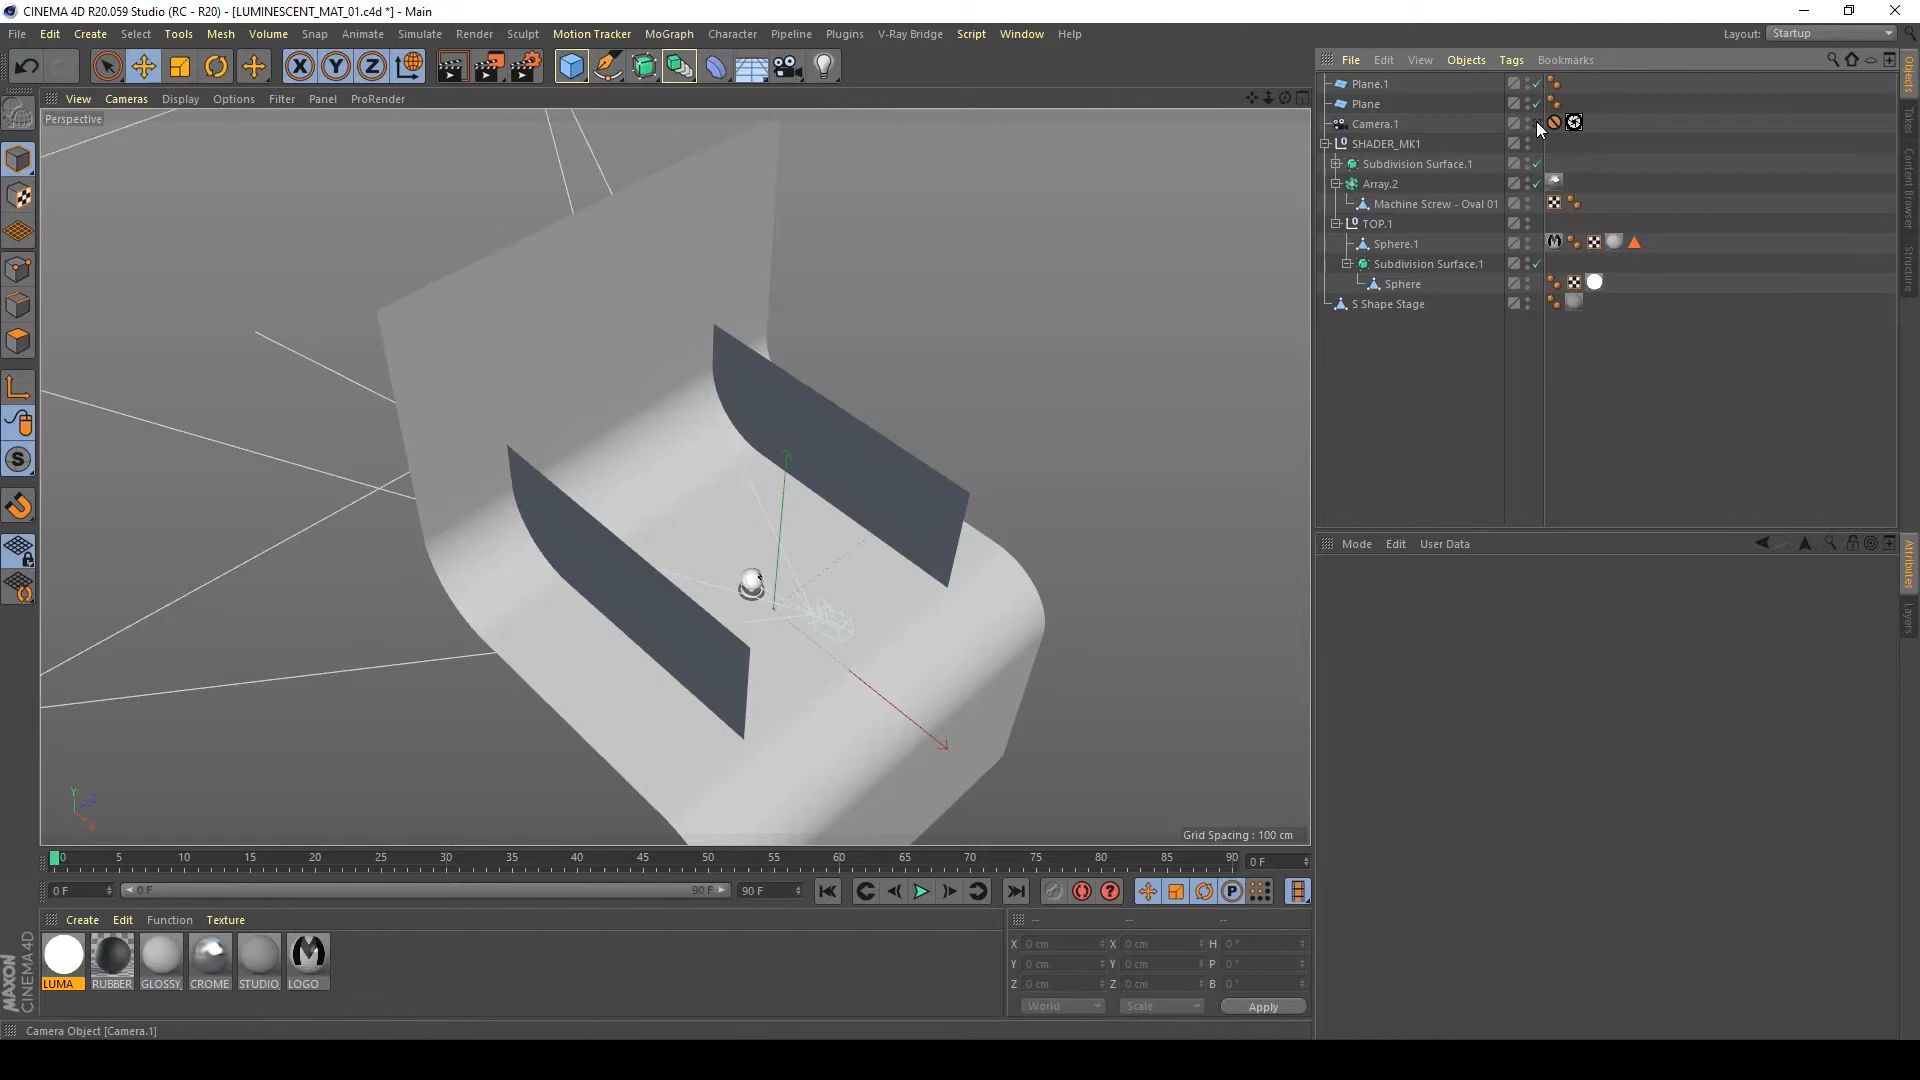 CINEMA 4D R20.059 Studio (RC - R20) - [LUMINESCENT_MAT_01.c4d *] - Main
File Edit Create Select Tools Mesh Volume Snap Animate Simulate Render Sculpt Motion Tracker MoGraph Character Pipeline Plugins V-Ray Bridge Script Window Help Layout: Startup
X Y Z
File Edit View Objects Tags Bookmarks
View Cameras Display Options Filter Panel ProRender
Perspective
Plane.1
Plane
Camera.1
SHADER_MK1
Subdivision Surface.1
Array.2
Machine Screw - Oval 01
TOP.1
Sphere.1
Subdivision Surface.1
Sphere
S Shape Stage
Objects
Takes
Content Browser
Structure
Mode Edit User Data
Attributes
Layers
Y
Z
X
Grid Spacing : 100 cm
0 5 10 15 20 25 30 35 40 45 50 55 60 65 70 75 80 85 90 0 F
0 F 0 F 90 F 90 F
Create Edit Function Texture
LUMA RUBBER GLOSSY CROME STUDIO LOGO
-- -- --
X 0 cm X 0 cm H 0 °
Y 0 cm Y 0 cm P 0 °
Z 0 cm Z 0 cm B 0 °
World Scale Apply
MAXON CINEMA 4D
Camera Object [Camera.1]